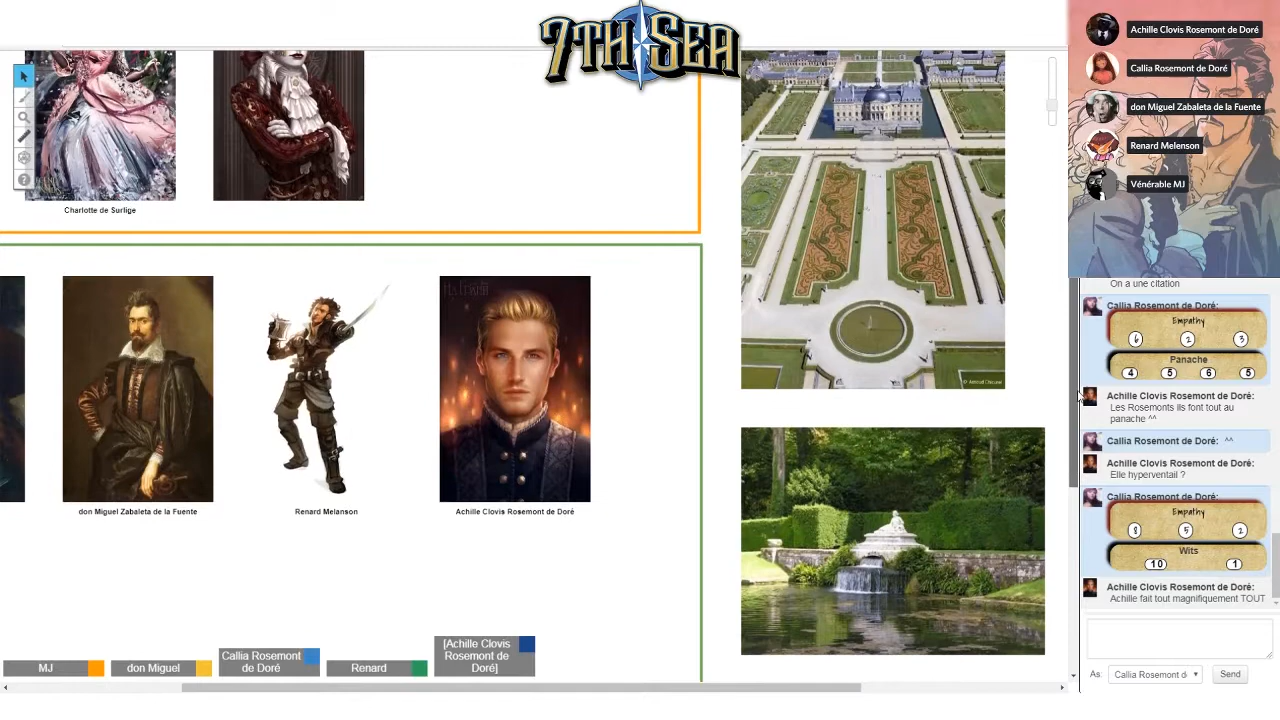 7TH SEA
Charlotte de Surlige
don Miguel Zabaleta de la Fuente
Renard Melanson
Achille Clovis Rosemont de Doré
MJ
don Miguel
Callia Rosemont
de Doré
Renard
[Achille Clovis
Rosemont de
Doré]
Achille Clovis Rosemont de Doré
Callia Rosemont de Doré
don Miguel Zabaleta de la Fuente
Renard Melenson
Vénérable MJ
On a une citation
Callia Rosemont de Doré:
Empathy
6 2 3
Panache
4 5 6 5
Achille Clovis Rosemont de Doré:
Les Rosemonts ils font tout au
panache ^^
Callia Rosemont de Doré: ^^
Achille Clovis Rosemont de Doré:
Elle hyperventail ?
Callia Rosemont de Doré:
Empathy
8 5 2
Wits
10 1
Achille Clovis Rosemont de Doré:
Achille fait tout magnifiquement TOUT
As: Callia Rosemont d
Send